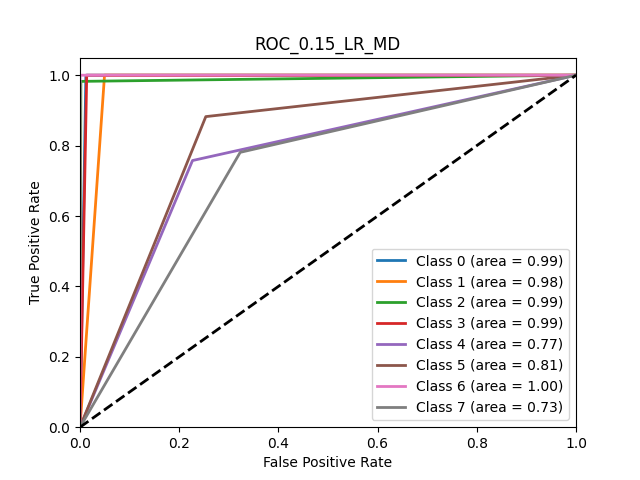 ROC_0.15_LR_MD
1.0
0.8
0.6
0.4
0.2
0.0
True Positive Rate
Class 0 (area = 0.99)
Class 1 (area = 0.98)
Class 2 (area = 0.99)
Class 3 (area = 0.99)
Class 4 (area = 0.77)
Class 5 (area = 0.81)
Class 6 (area = 1.00)
Class 7 (area = 0.73)
0.0 0.2 0.4 0.6 0.8 1.0
False Positive Rate